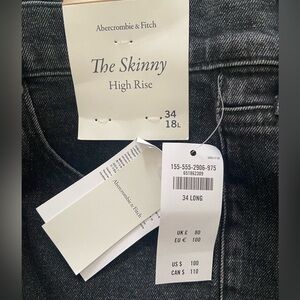 Abercrombie & Fitch
The Skinny
High Rise
34
18L
Abercrombie & Fitch
155-555-2906-975
34 LONG
UK £ 90
EU € 100
US $ 100
CAN $ 110